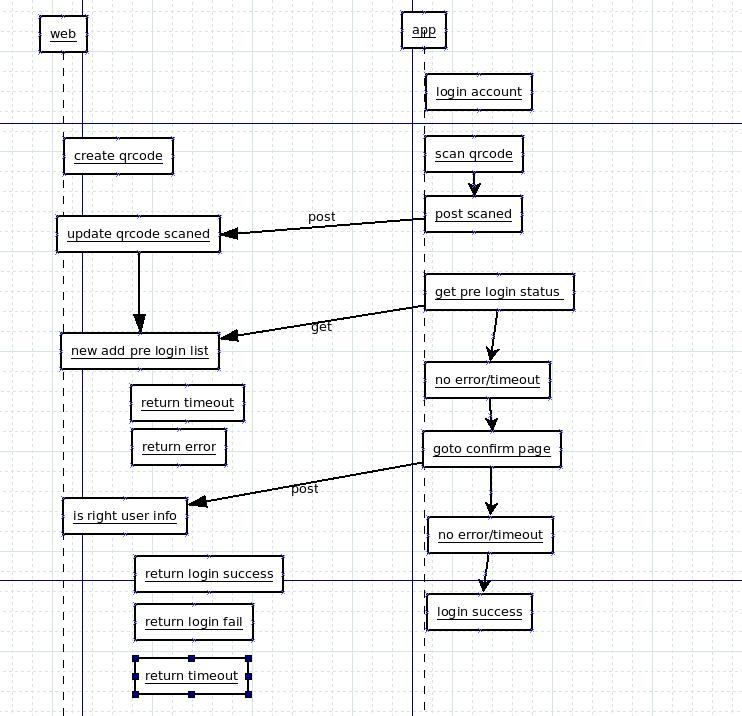 web
app
login account
create qrcode
scan qrcode
post scaned
post
update qrcode scaned
get pre login status
get
new add pre login list
no error/timeout
return timeout
return error
goto confirm page
post
is right user info
no error/timeout
return login success
login success
return login fail
return timeout